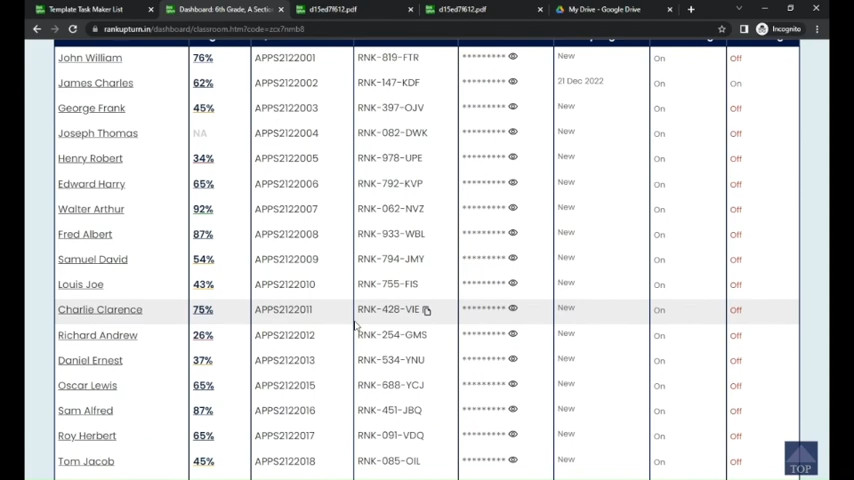 Template Task Maker List
Dashboard: 6th Grade, A Section
d15ed7f612.pdf
d15ed7f612.pdf
My Drive - Google Drive
rankupturn.in/dashboard/classroom.htm?code=zcx7nmb8
Incognito
John William 76% APPS2122001 RNK-819-FTR ********* New On Off
James Charles 62% APPS2122002 RNK-147-KDF ********* 21 Dec 2022 On On
George Frank 45% APPS2122003 RNK-397-OJV ********* New On Off
Joseph Thomas NA APPS2122004 RNK-082-DWK ********* New On Off
Henry Robert 34% APPS2122005 RNK-978-UPE ********* New On Off
Edward Harry 65% APPS2122006 RNK-792-KVP ********* New On Off
Walter Arthur 92% APPS2122007 RNK-062-NVZ ********* New On Off
Fred Albert 87% APPS2122008 RNK-933-WBL ********* New On Off
Samuel David 54% APPS2122009 RNK-794-JMY ********* New On Off
Louis Joe 43% APPS2122010 RNK-755-FIS ********* New On Off
Charlie Clarence 75% APPS2122011 RNK-428-VIE ********* New On Off
Richard Andrew 26% APPS2122012 RNK-254-GMS ********* New On Off
Daniel Ernest 37% APPS2122013 RNK-534-YNU ********* New On Off
Oscar Lewis 65% APPS2122015 RNK-688-YCJ ********* New On Off
Sam Alfred 87% APPS2122016 RNK-451-JBQ ********* New On Off
Roy Herbert 65% APPS2122017 RNK-091-VDQ ********* New On Off
Tom Jacob 45% APPS2122018 RNK-085-OIL ********* New On Off
TOP